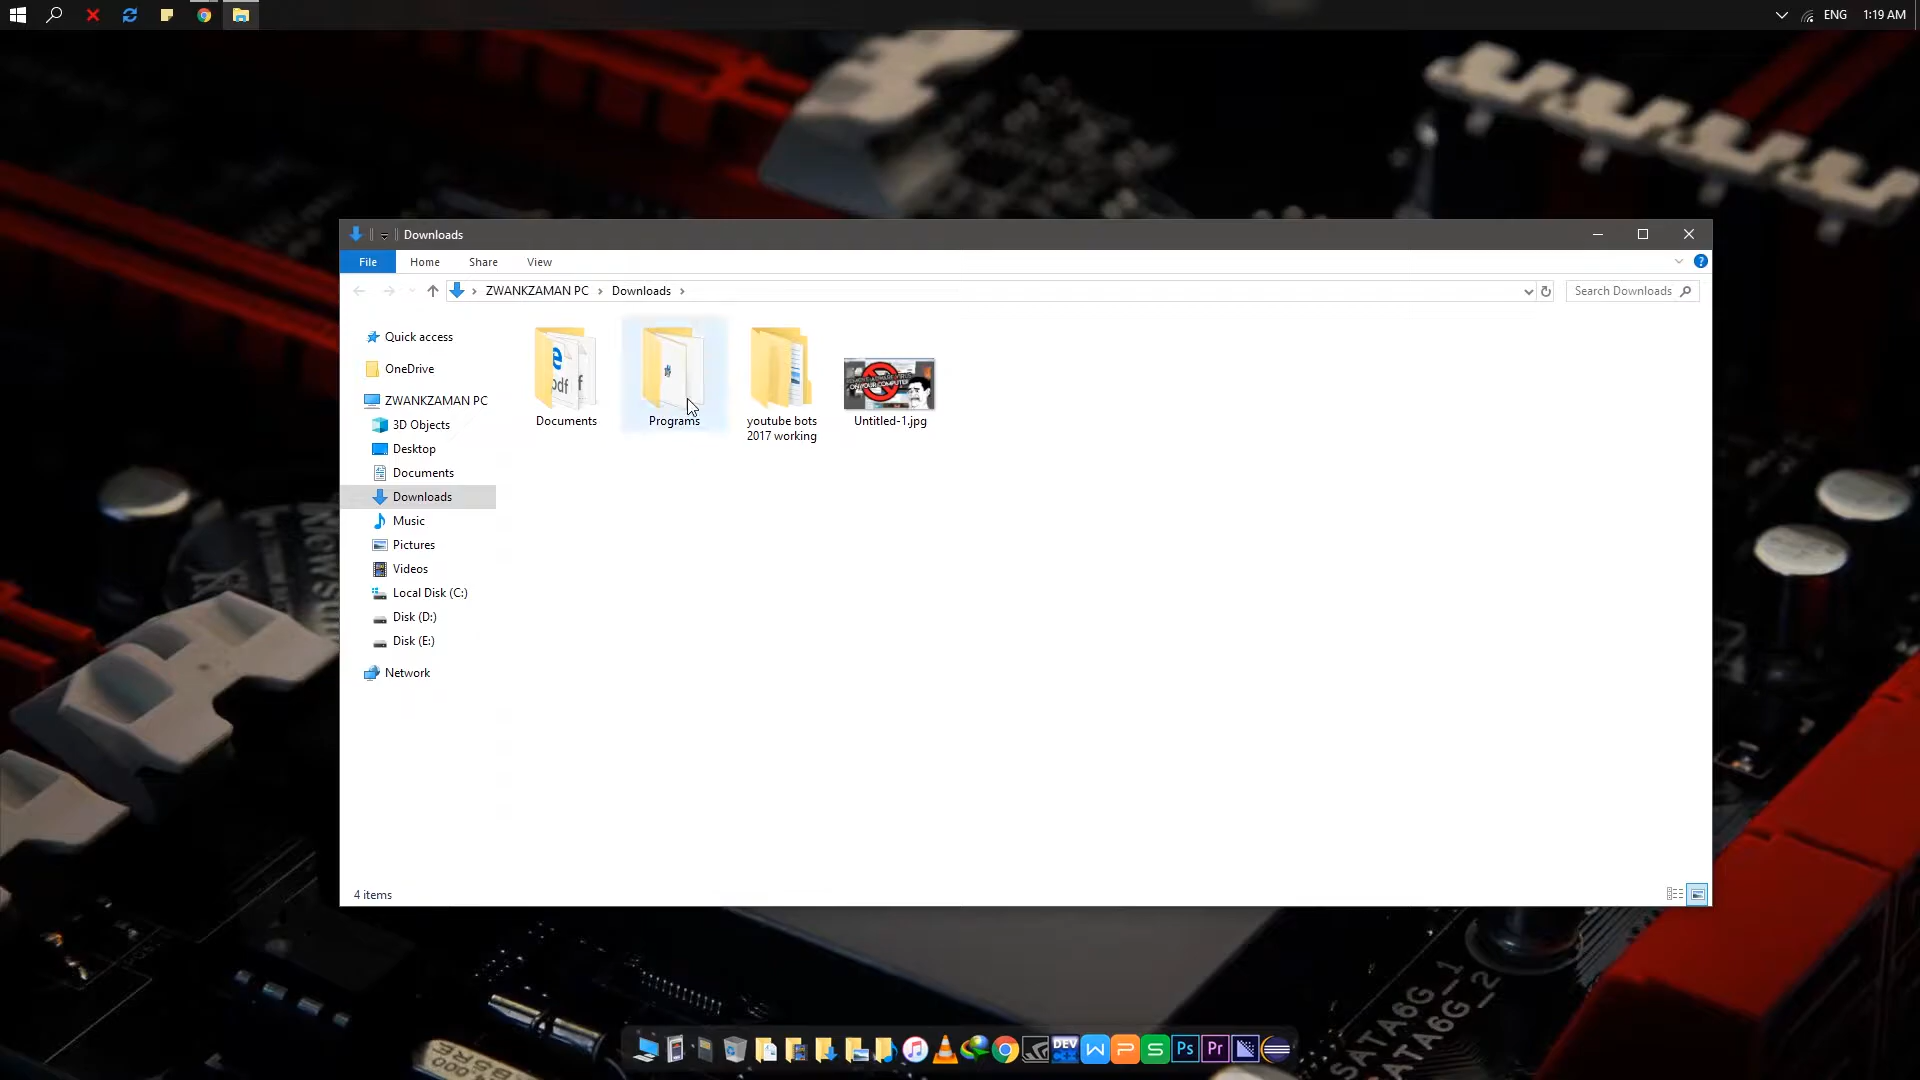 ENG 1:19 AM
Downloads
File Home Share View
ZWANKZAMAN PC Downloads
Search Downloads
Quick access
OneDrive
ZWANKZAMAN PC
3D Objects
Desktop
Documents
Downloads
Music
Pictures
Videos
Local Disk (C:)
Disk (D:)
Disk (E:)
Network
Documents
Programs
youtube bots
2017 working
Untitled-1.jpg
4 items
SATA6G_1
SATA6G_2
DEV
Ps
Pr